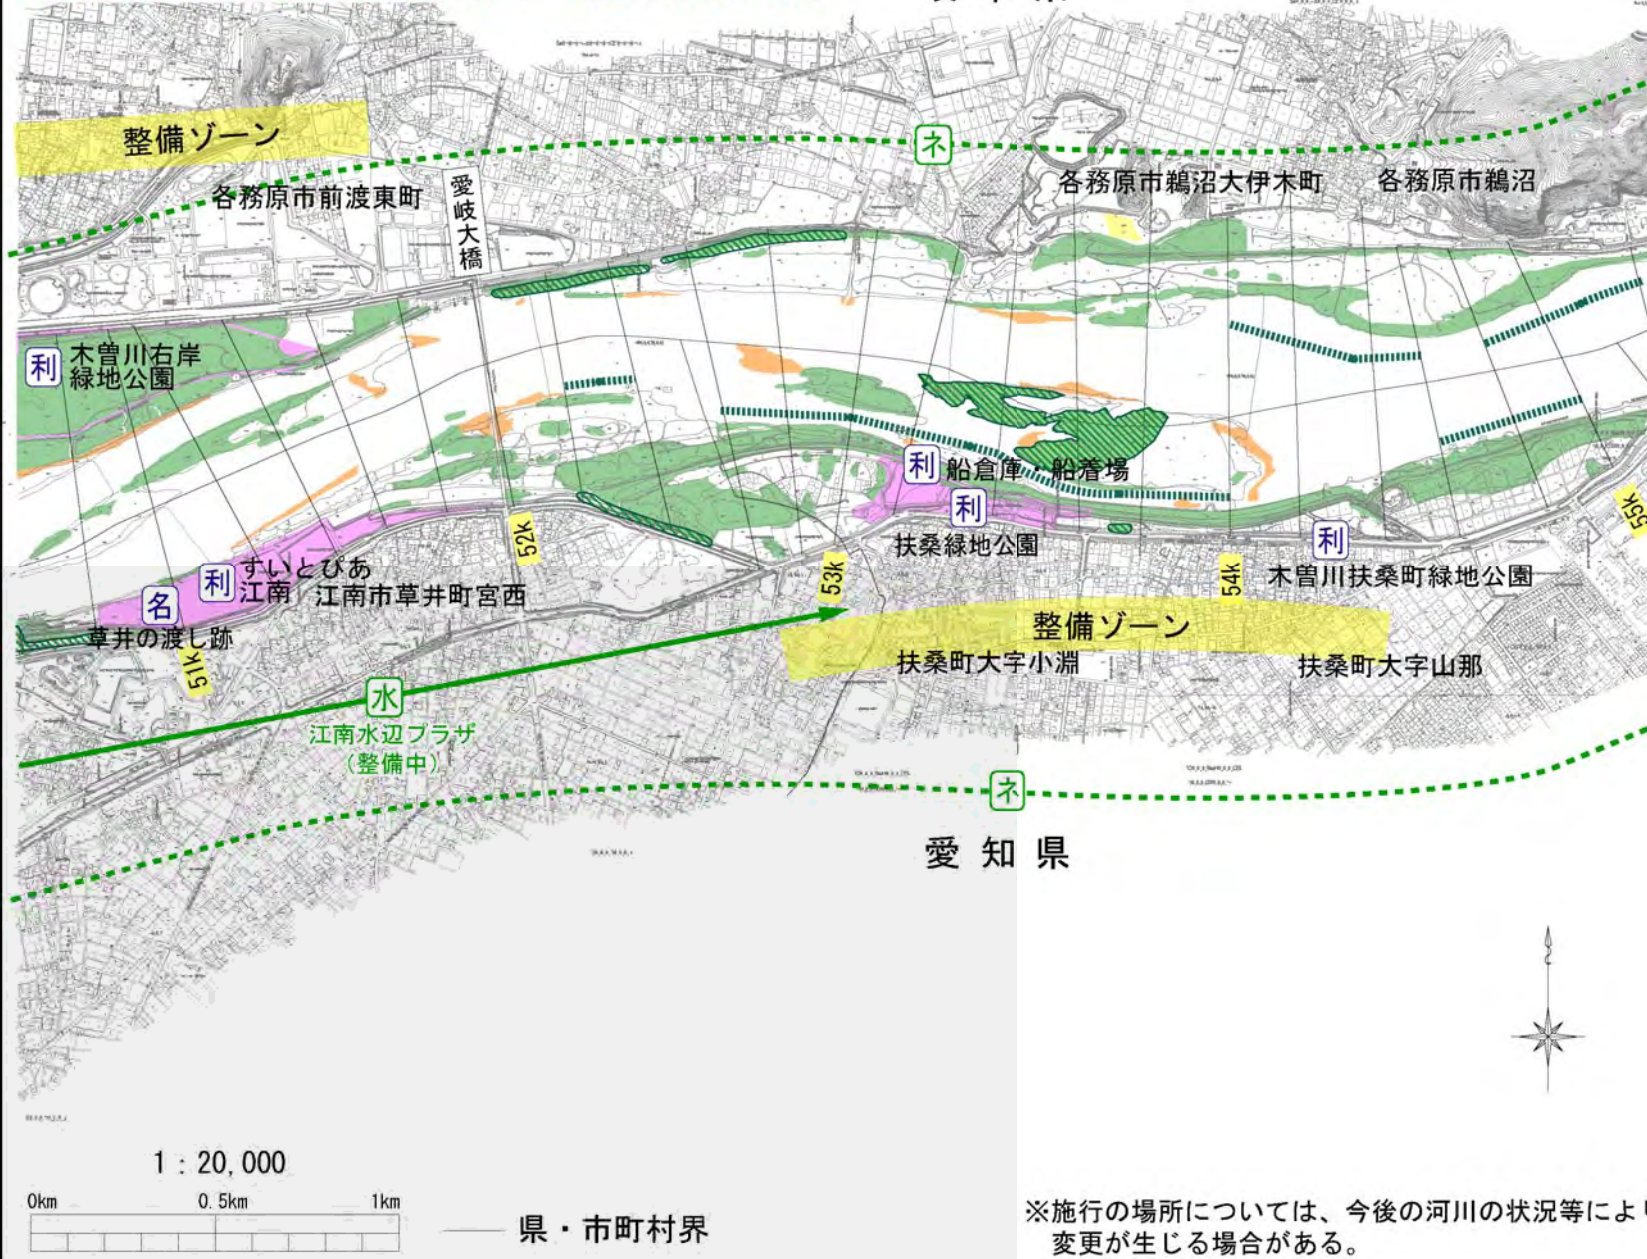 整備ゾーン
ネ
各務原市前渡東町
愛岐大橋
各務原市鵜沼大伊木町
各務原市鵜沼
利
木曽川右岸
緑地公園
利
船倉庫・船着場
利
扶桑緑地公園
利
木曽川扶桑町緑地公園
52k
53k
54k
55k
利
すいとぴあ
江南
江南市草井町宮西
名
草井の渡し跡
51k
整備ゾーン
扶桑町大字小淵
扶桑町大字山那
水
江南水辺プラザ
(整備中)
ネ
愛知県
1:20,000
0km 0.5km 1km
県・市町村界
※施行の場所については、今後の河川の状況等により
変更が生じる場合がある。